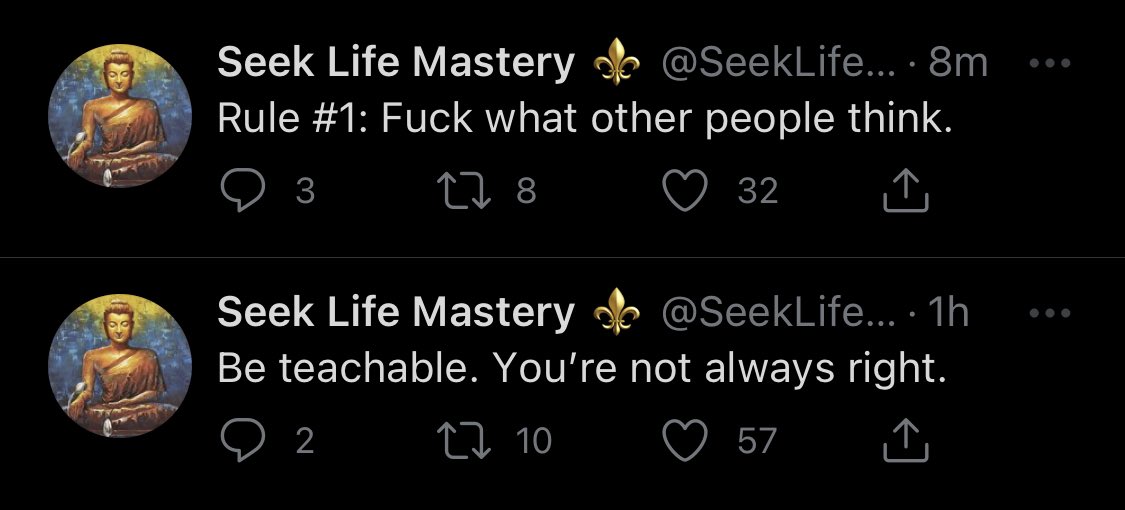 Seek Life Mastery ⚜️ @SeekLife... · 8m ...
Rule #1: Fuck what other people think.
3 8 32
Seek Life Mastery ⚜️ @SeekLife... · 1h ...
Be teachable. You’re not always right.
2 10 57